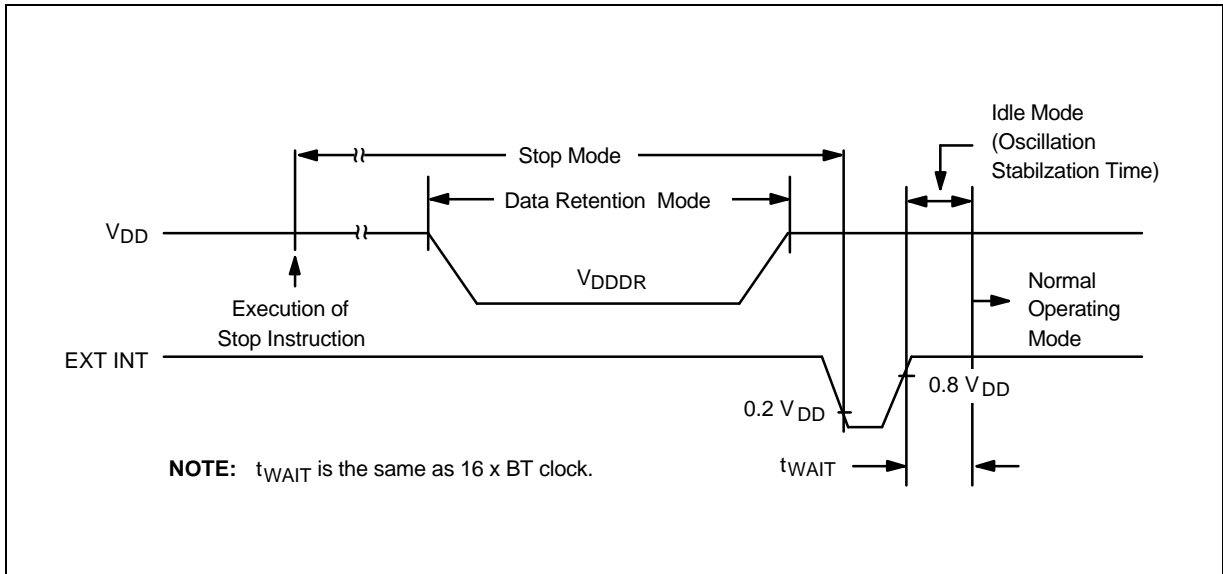 Idle Mode
(Oscillation
Stabilzation Time)
Stop Mode
Data Retention Mode
VDD
VDDDR
Execution of
Stop Instruction
Normal
Operating
Mode
EXT INT
0.2 VDD
0.8 VDD
NOTE: tWAIT is the same as 16 x BT clock.
tWAIT